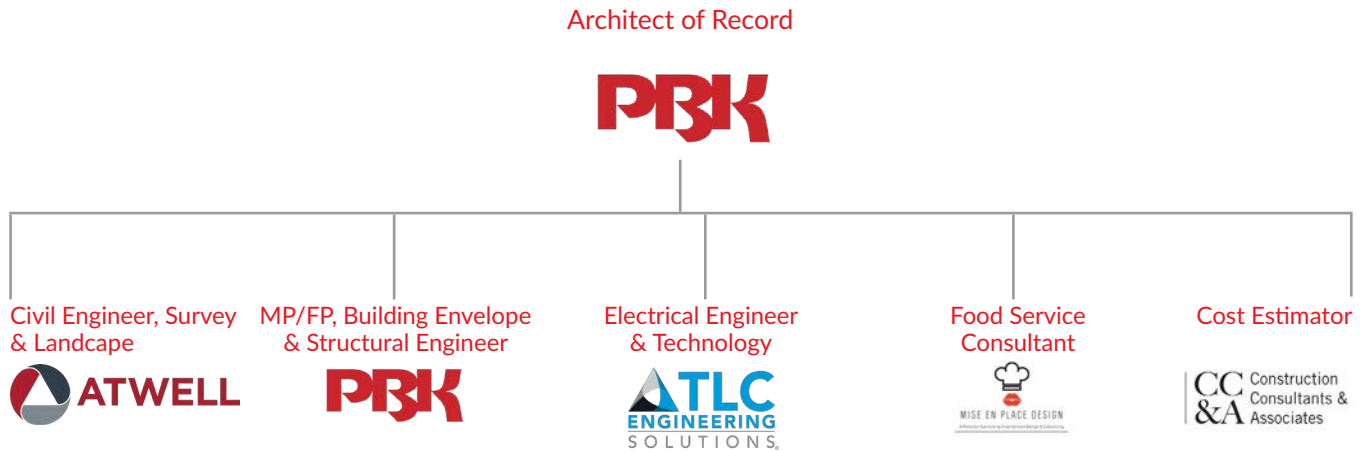 Architect of Record
PBK
Civil Engineer, Survey
& Landcape
ATWELL
MP/FP, Building Envelope
& Structural Engineer
PBK
Electrical Engineer
& Technology
TLC
ENGINEERING
SOLUTIONS
Food Service
Consultant
MISE EN PLACE DESIGN
Cost Estimator
CC
&A
Construction
Consultants &
Associates